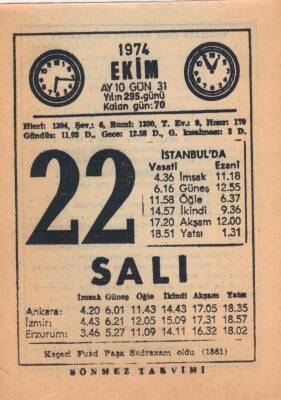 1974
EKİM
AY 10 GÜN 31
Yılın 295.günü
Kalan gün: 70
Hicri: 1394, Şev.: 6, Rumi: 1390, T. Ev.: 9, Hızır: 170
Gündüz: 11.02 D., Gece: 12.58 D., G. kısalması: 3 D.
22
İSTANBUL'DA
Vasati Ezani
4.36 İmsak 11.18
6.16 Güneş 12.55
11.58 Öğle 6.37
14.57 İkindi 9.36
17.20 Akşam 12.00
18.51 Yatsı 1.31
SALI
İmsak Güneş Öğle İkindi Akşam Yatsı
Ankara: 4.20 6.01 11.43 14.43 17.05 18.35
İzmir: 4.43 6.21 12.05 15.09 17.31 18.57
Erzurum: 3.46 5.27 11.09 14.11 16.32 18.02
Keçeci Fuad Paşa Sadrazam oldu (1861)
SÖNMEZ TAKVİMİ